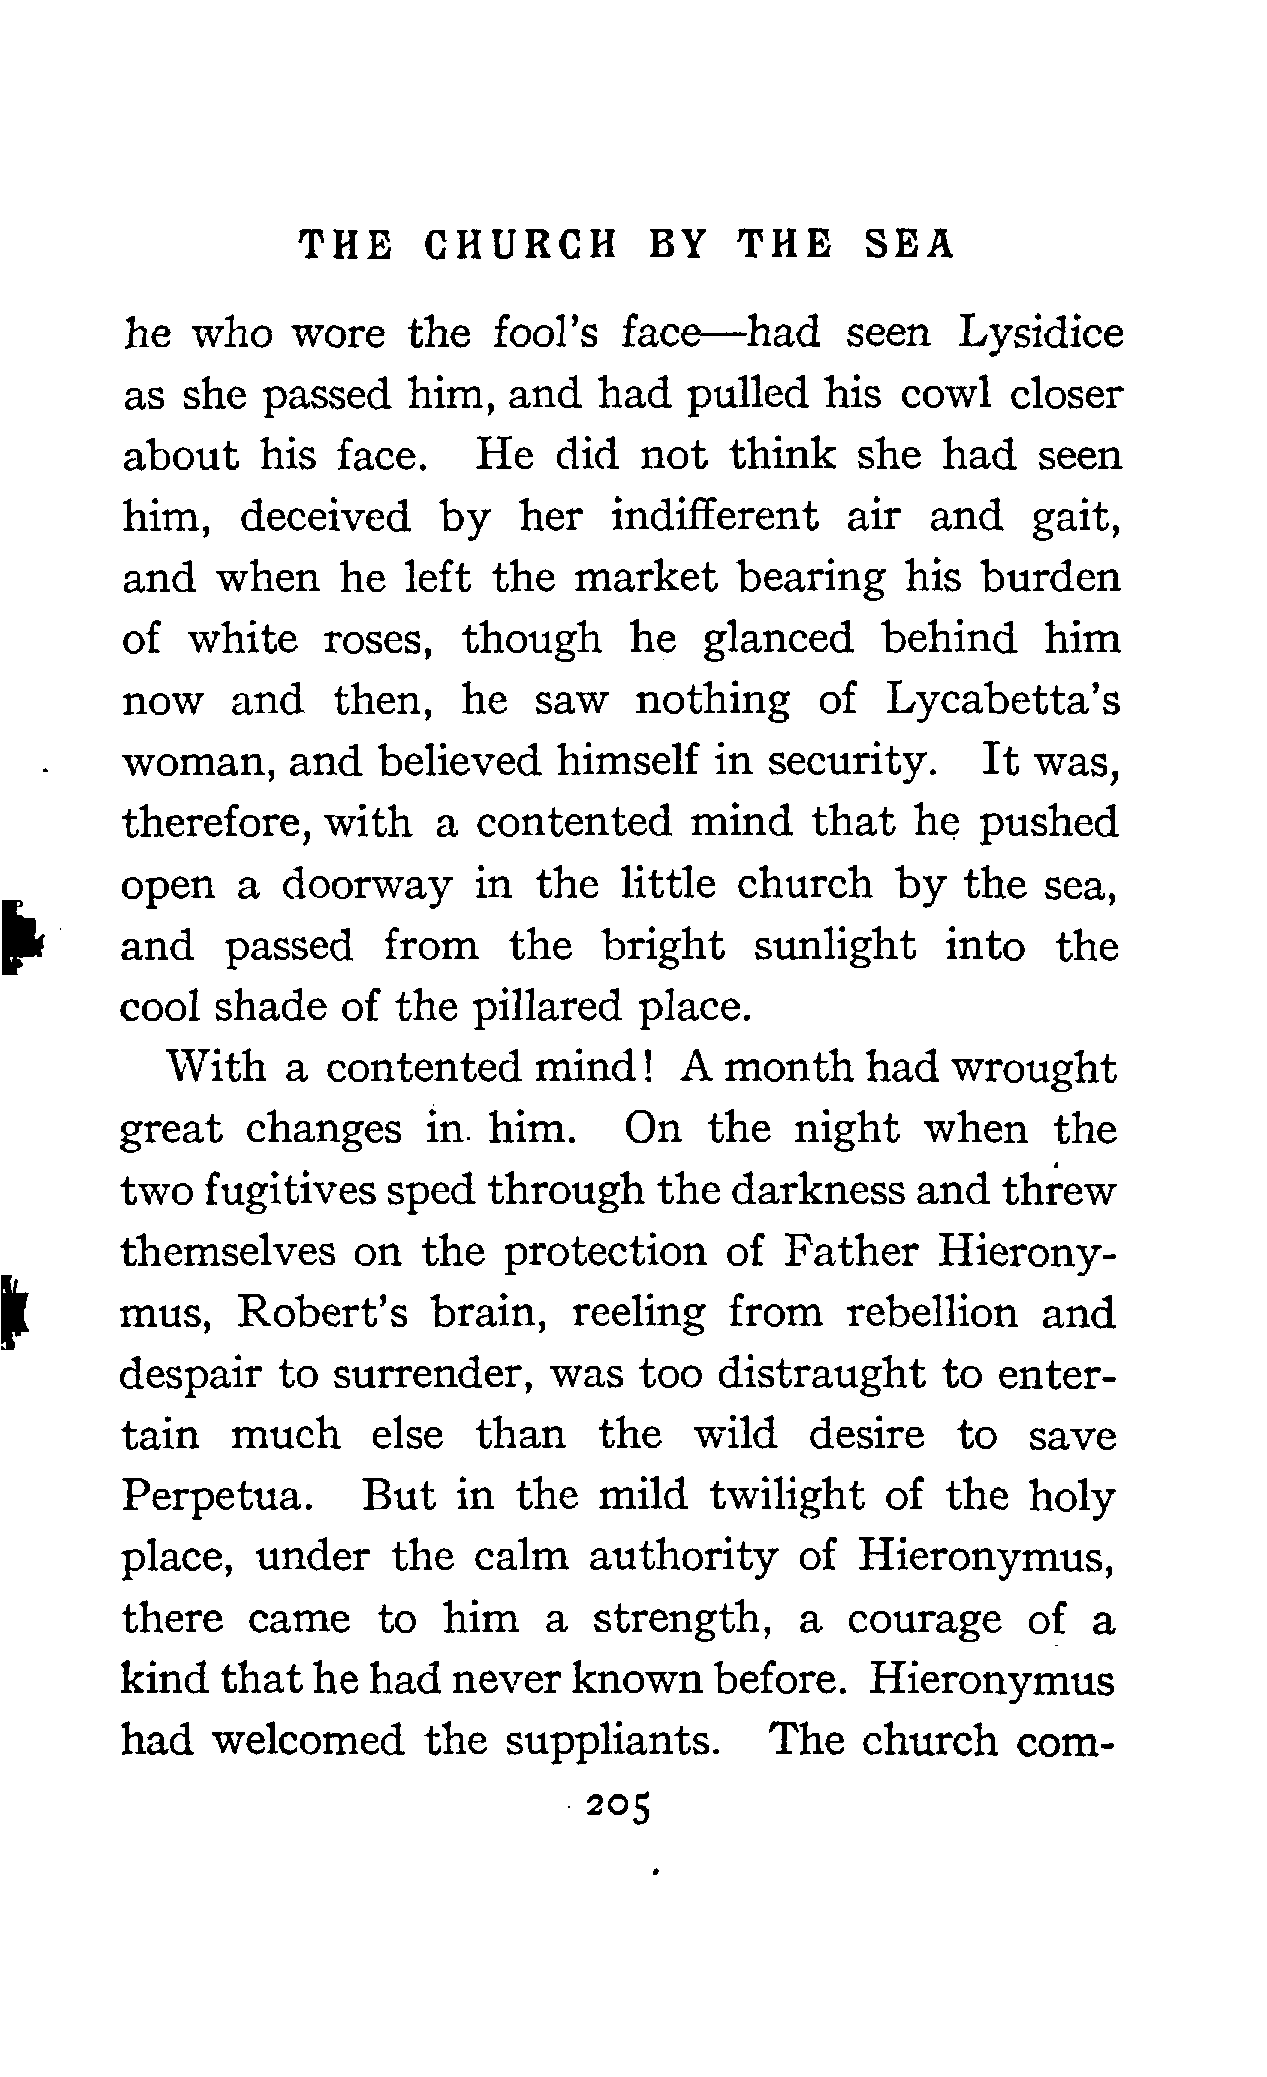 THE CHURCH BY THE SEA
he who wore the fool's face—had seen Lysidice
as she passed him, and had pulled his cowl closer
about his face. He did not think she had seen
him, deceived by her indifferent air and gait,
and when he left the market bearing his burden
of white roses, though he glanced behind him
now and then, he saw nothing of Lycabetta's
woman, and believed himself in security. It was,
therefore, with a contented mind that he pushed
open a doorway in the little church by the sea,
and passed from the bright sunlight into the
cool shade of the pillared place.
With a contented mind! A month had wrought
great changes in him. On the night when the
two fugitives sped through the darkness and threw
themselves on the protection of Father Hierony-
mus, Robert's brain, reeling from rebellion and
despair to surrender, was too distraught to enter-
tain much else than the wild desire to save
Perpetua. But in the mild twilight of the holy
place, under the calm authority of Hieronymus,
there came to him a strength, a courage of a
kind that he had never known before. Hieronymus
had welcomed the suppliants. The church com-
205